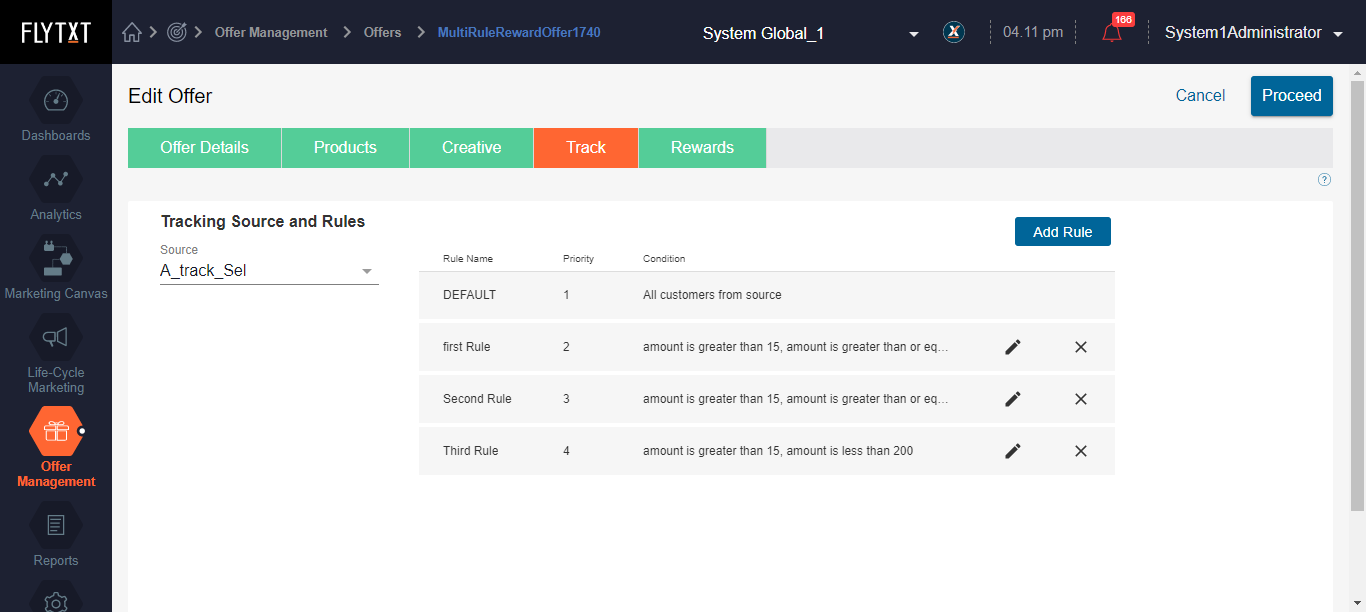 FLYTXT
Offer Management
Offers
MultiRuleRewardOffer1740
System Global_1
X
04.11 pm
166
System1Administrator
Dashboards
Analytics
Marketing Canvas
Life-Cycle
Marketing
Offer
Management
Reports
Edit Offer
Cancel
Proceed
Offer Details
Products
Creative
Track
Rewards
?
Tracking Source and Rules
Source
A_track_Sel
Add Rule
Rule Name Priority Condition
DEFAULT 1 All customers from source
first Rule 2 amount is greater than 15, amount is greater than or eq...
Second Rule 3 amount is greater than 15, amount is greater than or eq...
Third Rule 4 amount is greater than 15, amount is less than 200